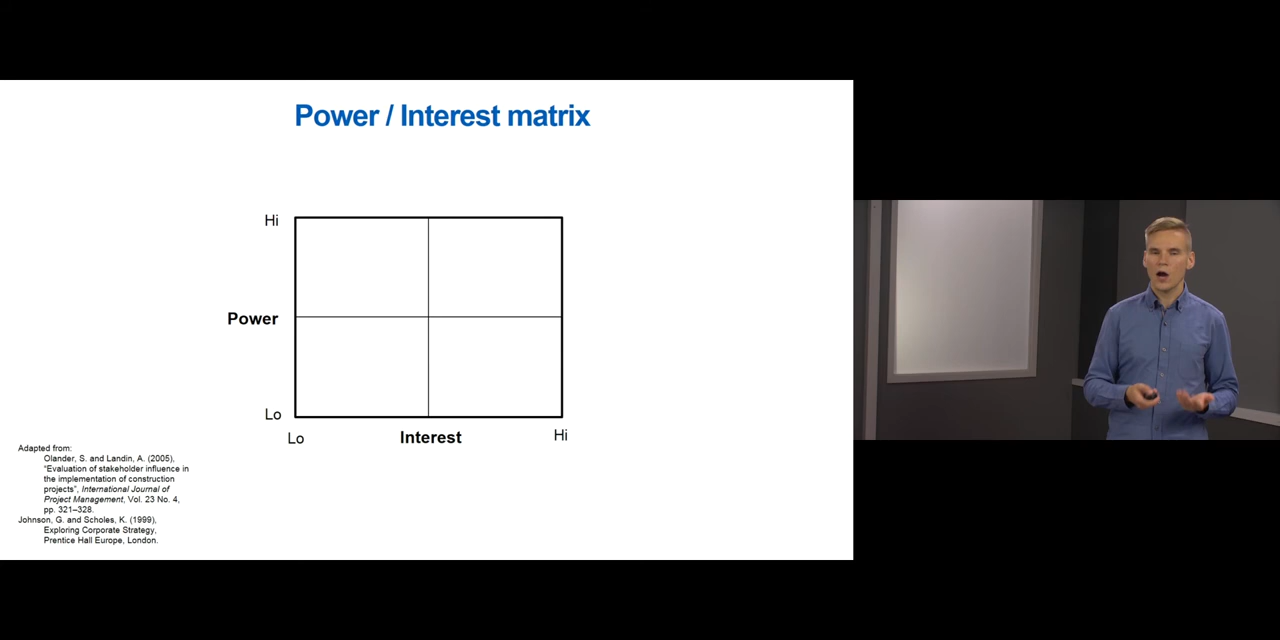 Power / Interest matrix
Hi
Power
Lo
Lo
Interest
Hi
Adapted from:
Olander, S. and Landin, A. (2005),
"Evaluation of stakeholder influence in
the implementation of construction
projects", International Journal of
Project Management, Vol. 23 No. 4,
pp. 321–328.
Johnson, G. and Scholes, K. (1999),
Exploring Corporate Strategy,
Prentice Hall Europe, London.